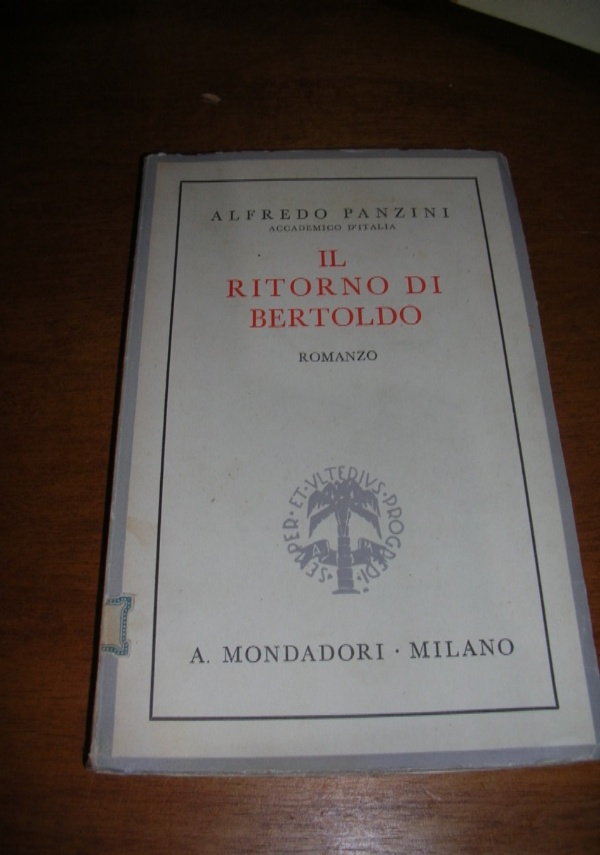 ALFREDO PANZINI
ACCADEMICO D'ITALIA
IL
RITORNO DI
BERTOLDO
ROMANZO
· SEMPER · ET · VLTERIVS · PROGREDI ·
A. MONDADORI · MILANO